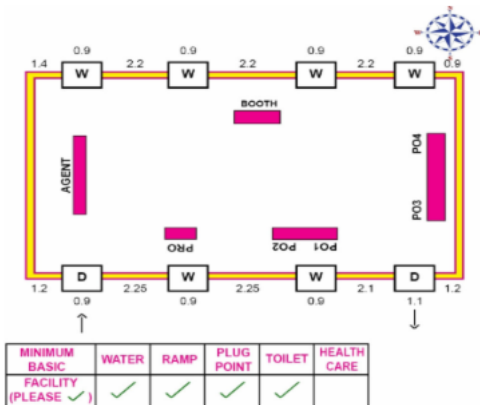 0.9 0.9 0.9 0.9
1.4 2.2 2.2 2.2 0.9
W W W W
BOOTH
AGENT
PO4
PO3
PRO
PO2 PO1
D W W D
1.2 2.25 2.25 2.1 1.2
0.9 0.9 0.9 1.1
MINIMUM BASIC FACILITY (PLEASE ✓) WATER RAMP PLUG POINT TOILET HEALTH CARE
✓ ✓ ✓ ✓